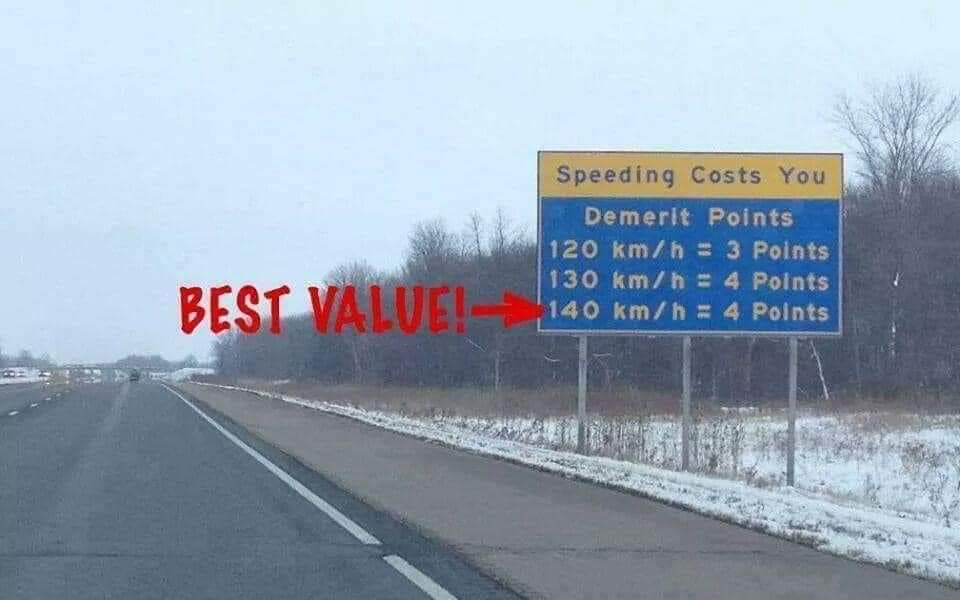 Speeding Costs You
Demerit Points
120 km/h = 3 Points
130 km/h = 4 Points
BEST VALUE! 140 km/h = 4 Points